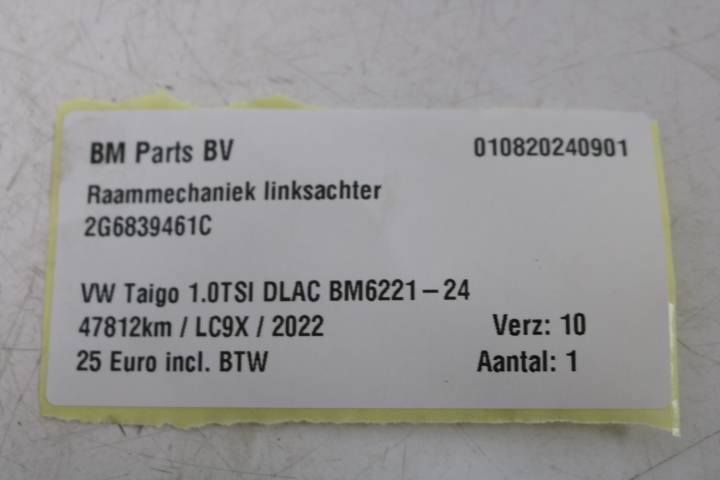 BM Parts BV 010820240901
Raammechaniek linksachter
2G6839461C
VW Taigo 1.0TSI DLAC BM6221-24
47812km / LC9X / 2022 Verz: 10
25 Euro incl. BTW Aantal: 1